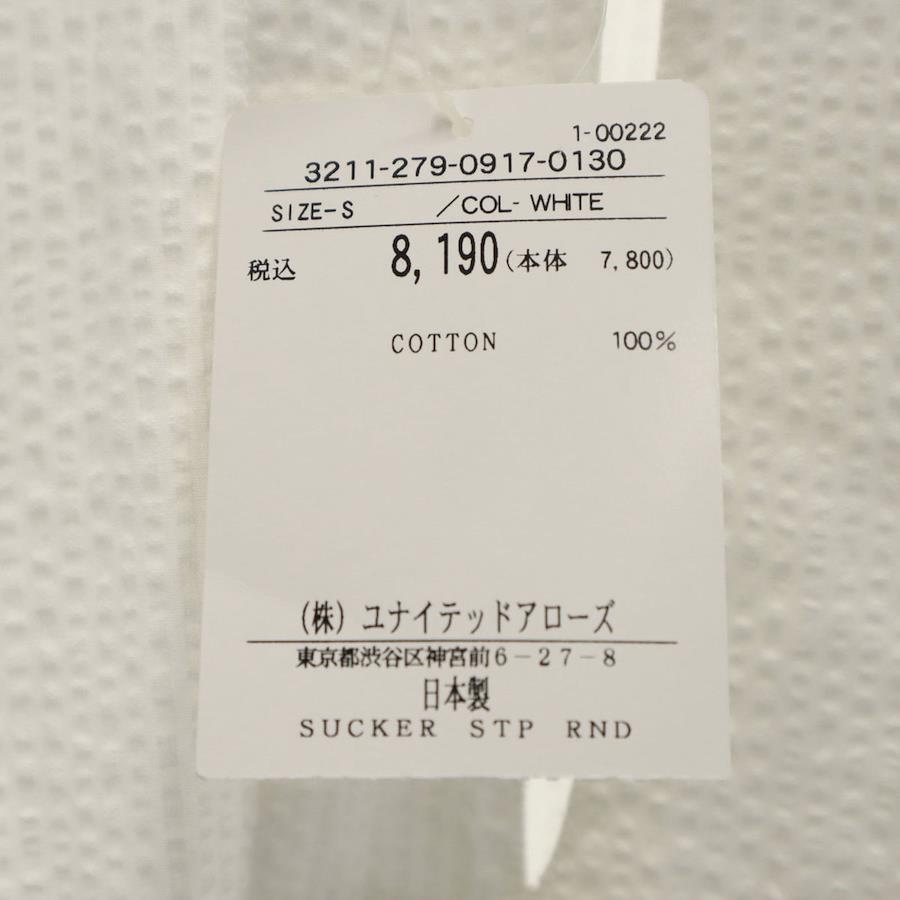 1-00222
3211-279-0917-0130
SIZE-S /COL- WHITE
税込 8,190(本体 7,800)
COTTON 100%
(株)ユナイテッドアローズ
東京都渋谷区神宮前6-27-8
日本製
SUCKER STP RND